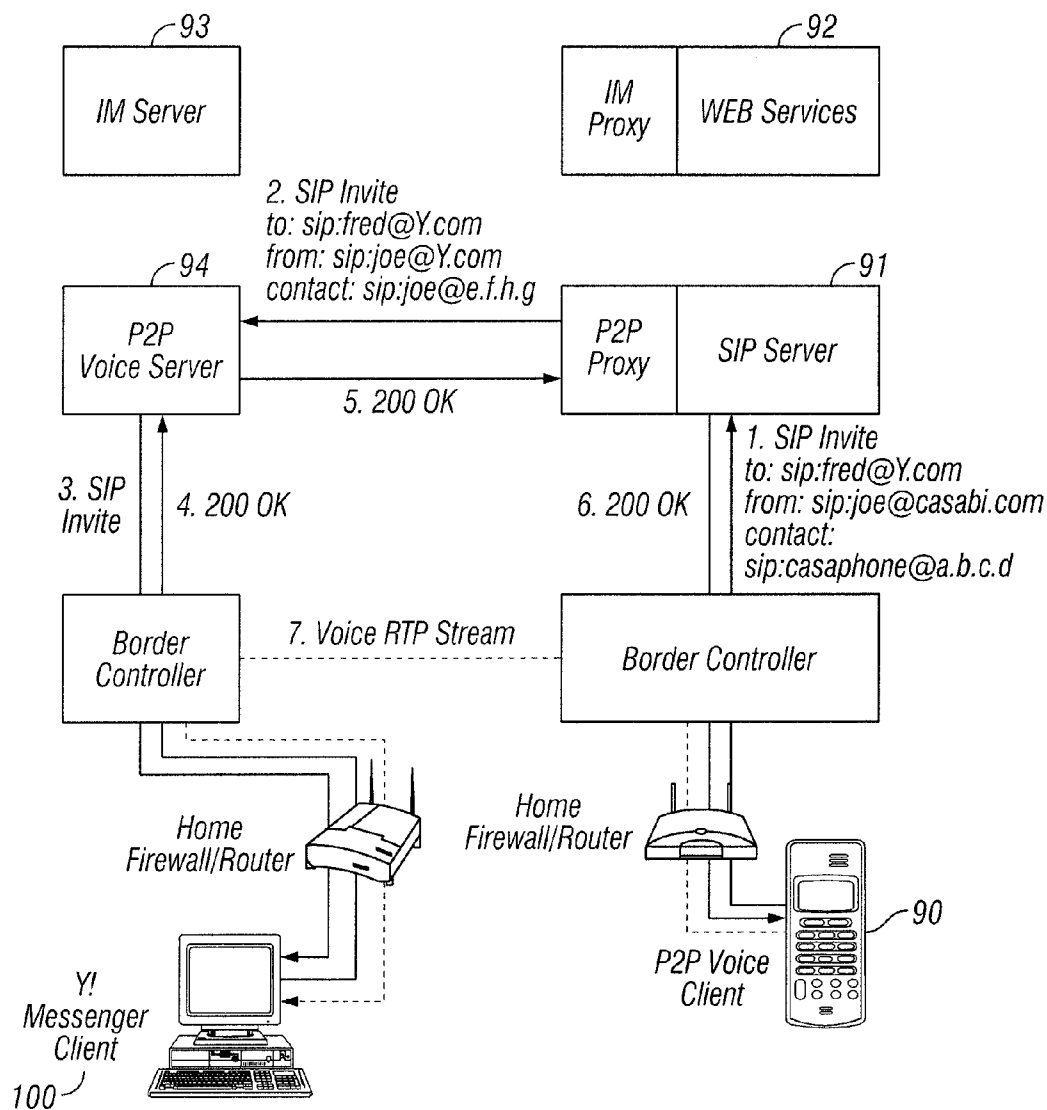 93
92
IM Server
IM
Proxy
WEB Services
2. SIP Invite
to: sip:fred@Y.com
from: sip:joe@Y.com
contact: sip:joe@e.f.h.g
94
91
P2P
Voice Server
P2P
Proxy
SIP Server
5. 200 OK
1. SIP Invite
to: sip:fred@Y.com
from: sip:joe@casabi.com
contact:
sip:casaphone@a.b.c.d
3. SIP
Invite
4. 200 OK
6. 200 OK
Border
Controller
7. Voice RTP Stream
Border Controller
Home
Firewall/Router
Home
Firewall/Router
90
P2P Voice
Client
Y!
Messenger
Client
100